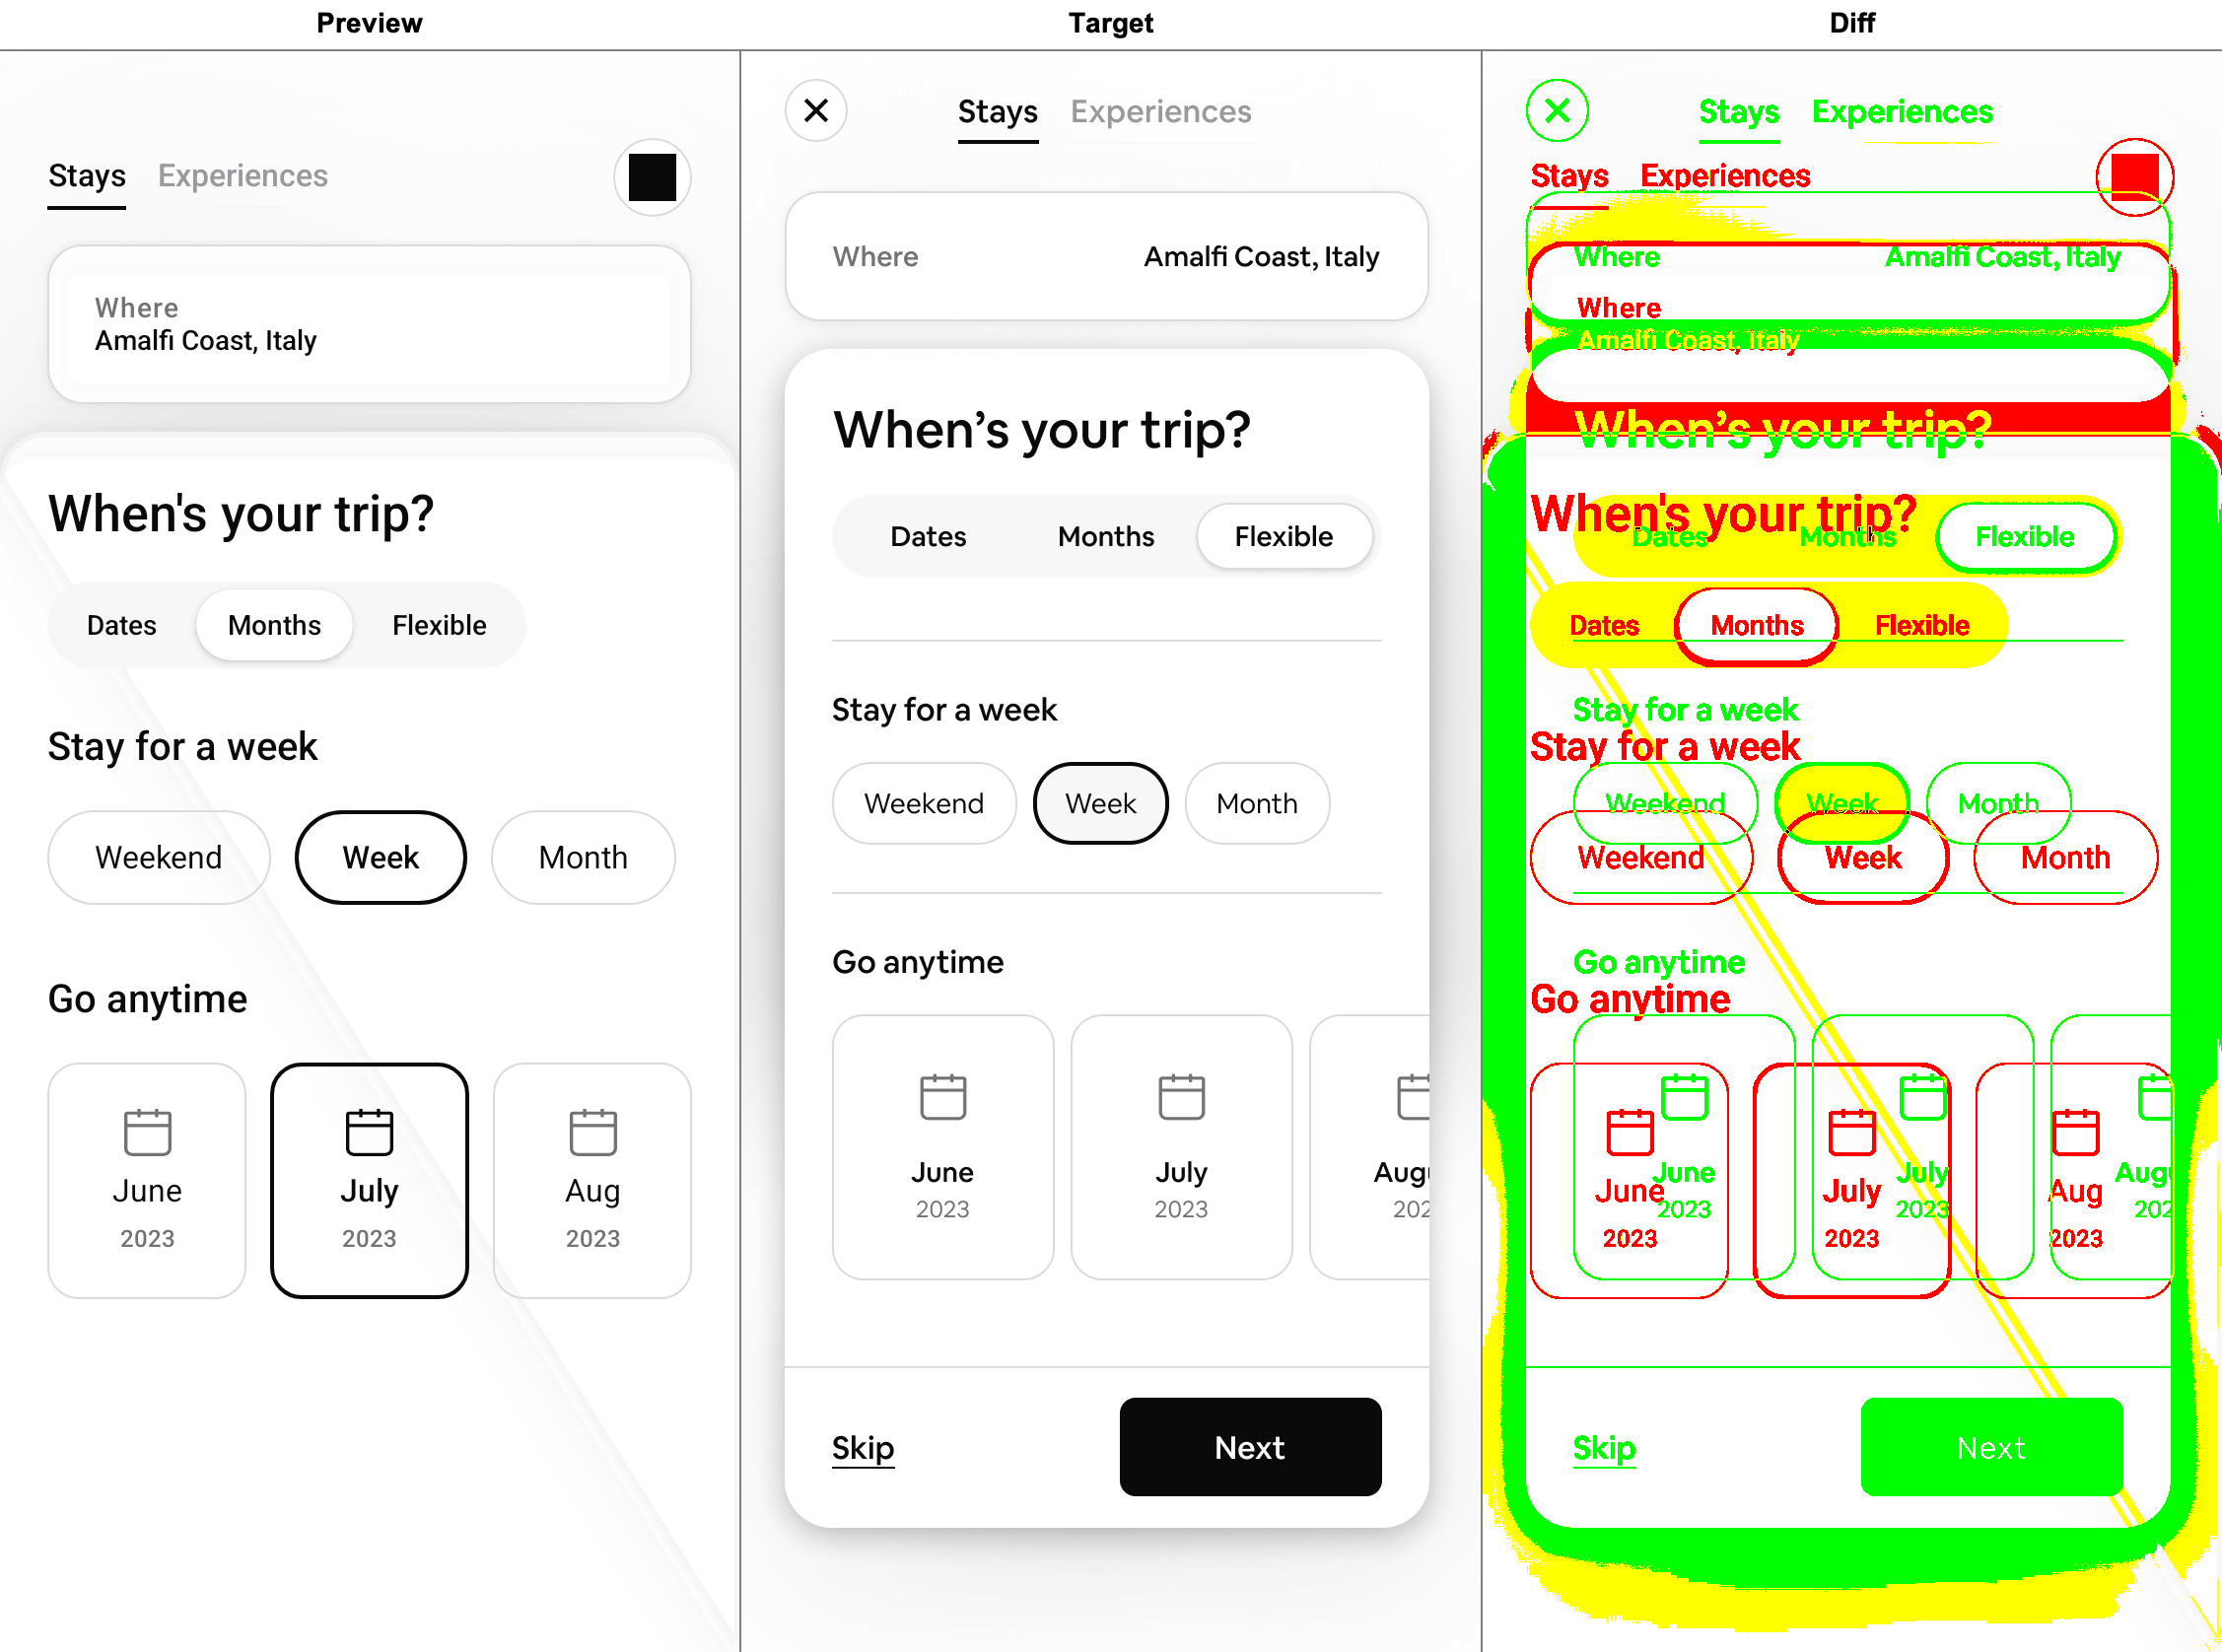 Preview
Target
Diff
Stays Experiences
Where
Amalfi Coast, Italy
When's your trip?
Dates Months Flexible
Stay for a week
Weekend Week Month
Go anytime
June July Aug
2023 2023 2023
Stays Experiences
Where Amalfi Coast, Italy
When’s your trip?
Dates Months Flexible
Stay for a week
Weekend Week Month
Go anytime
June July Augu
2023 2023 202
Skip Next
Stays Experiences
Stays Experiences
Where Amalfi Coast, Italy
Where
Amalfi Coast, Italy
When’s your trip?
When's your trip?
Dates Months Flexible
Dates Months Flexible
Stay for a week
Stay for a week
Weekend Week Month
Weekend Week Month
Go anytime
Go anytime
June July Augu
June July Aug
2023 2023 202
2023 2023 2023
Skip Next